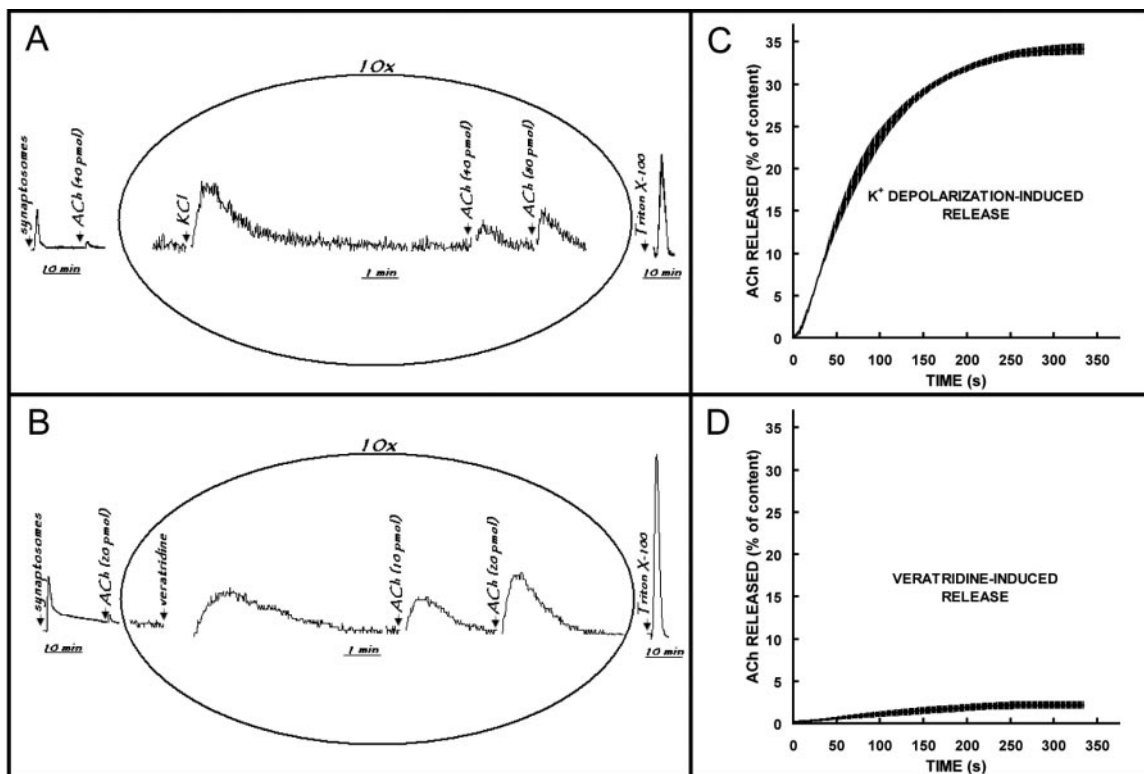 A
10x
synaptosomes
ACh (40 pmol)
KCl
ACh (40 pmol)
ACh (80 pmol)
Triton X-100
10 min
1 min
10 min
B
10x
synaptosomes
ACh (20 pmol)
veratridine
ACh (10 pmol)
ACh (20 pmol)
Triton X-100
10 min
1 min
10 min
C
ACh RELEASED (% of content)
35
30
25
20
15
10
5
0
K+ DEPOLARIZATION-INDUCED
RELEASE
0 50 100 150 200 250 300 350
TIME (s)
D
ACh RELEASED (% of content)
35
30
25
20
15
10
5
0
VERATRIDINE-INDUCED
RELEASE
0 50 100 150 200 250 300 350
TIME (s)